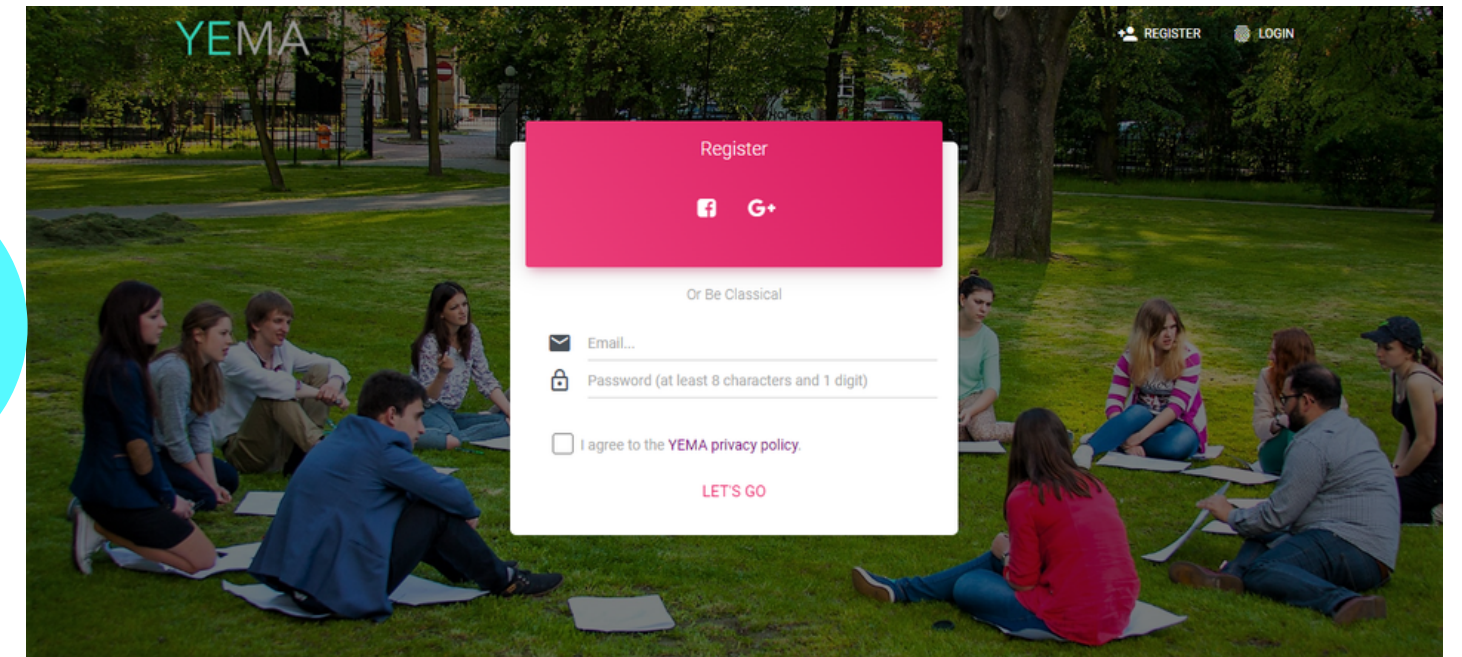 YEMA
REGISTER LOGIN
Register
G+
Or Be Classical
Email...
Password (at least 8 characters and 1 digit)
I agree to the YEMA privacy policy.
LET'S GO